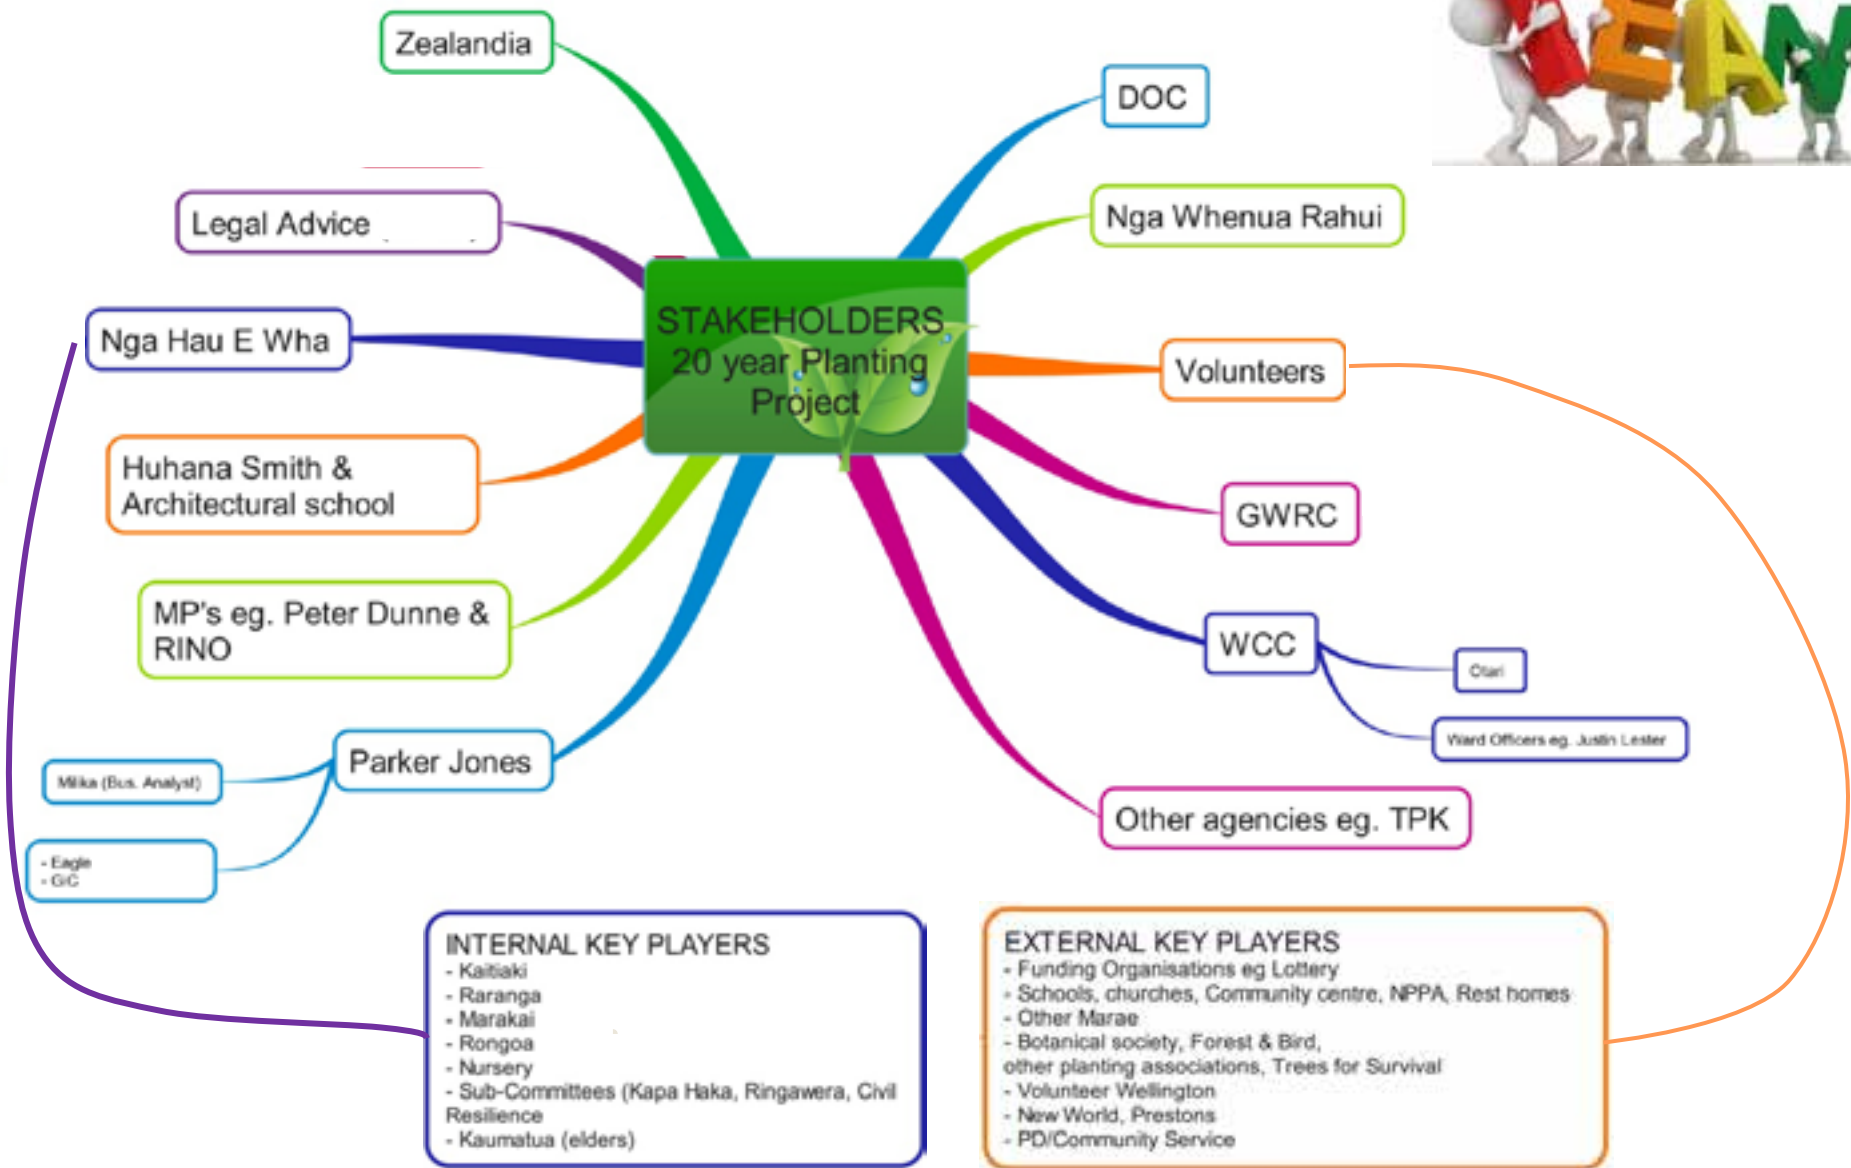 EAN
Zealandia
DOC
Legal Advice
Nga Whenua Rahui
STAKEHOLDERS
20 year Planting
Project
Nga Hau E Wha
Volunteers
Huhana Smith &
Architectural school
GWRC
MP's eg. Peter Dunne &
RINO
WCC
Otari
Ward Officers eg. Justin Lester
Parker Jones
Milika (Bus. Analyst)
- Eagle
- GiC
Other agencies eg. TPK
INTERNAL KEY PLAYERS
- Kaitiaki
- Raranga
- Marakai
- Rongoa
- Nursery
- Sub-Committees (Kapa Haka, Ringawera, Civil
Resilience
- Kaumatua (elders)
EXTERNAL KEY PLAYERS
- Funding Organisations eg Lottery
- Schools, churches, Community centre, NPPA, Rest homes
- Other Marae
- Botanical society, Forest & Bird,
other planting associations, Trees for Survival
- Volunteer Wellington
- New World, Prestons
- PD/Community Service